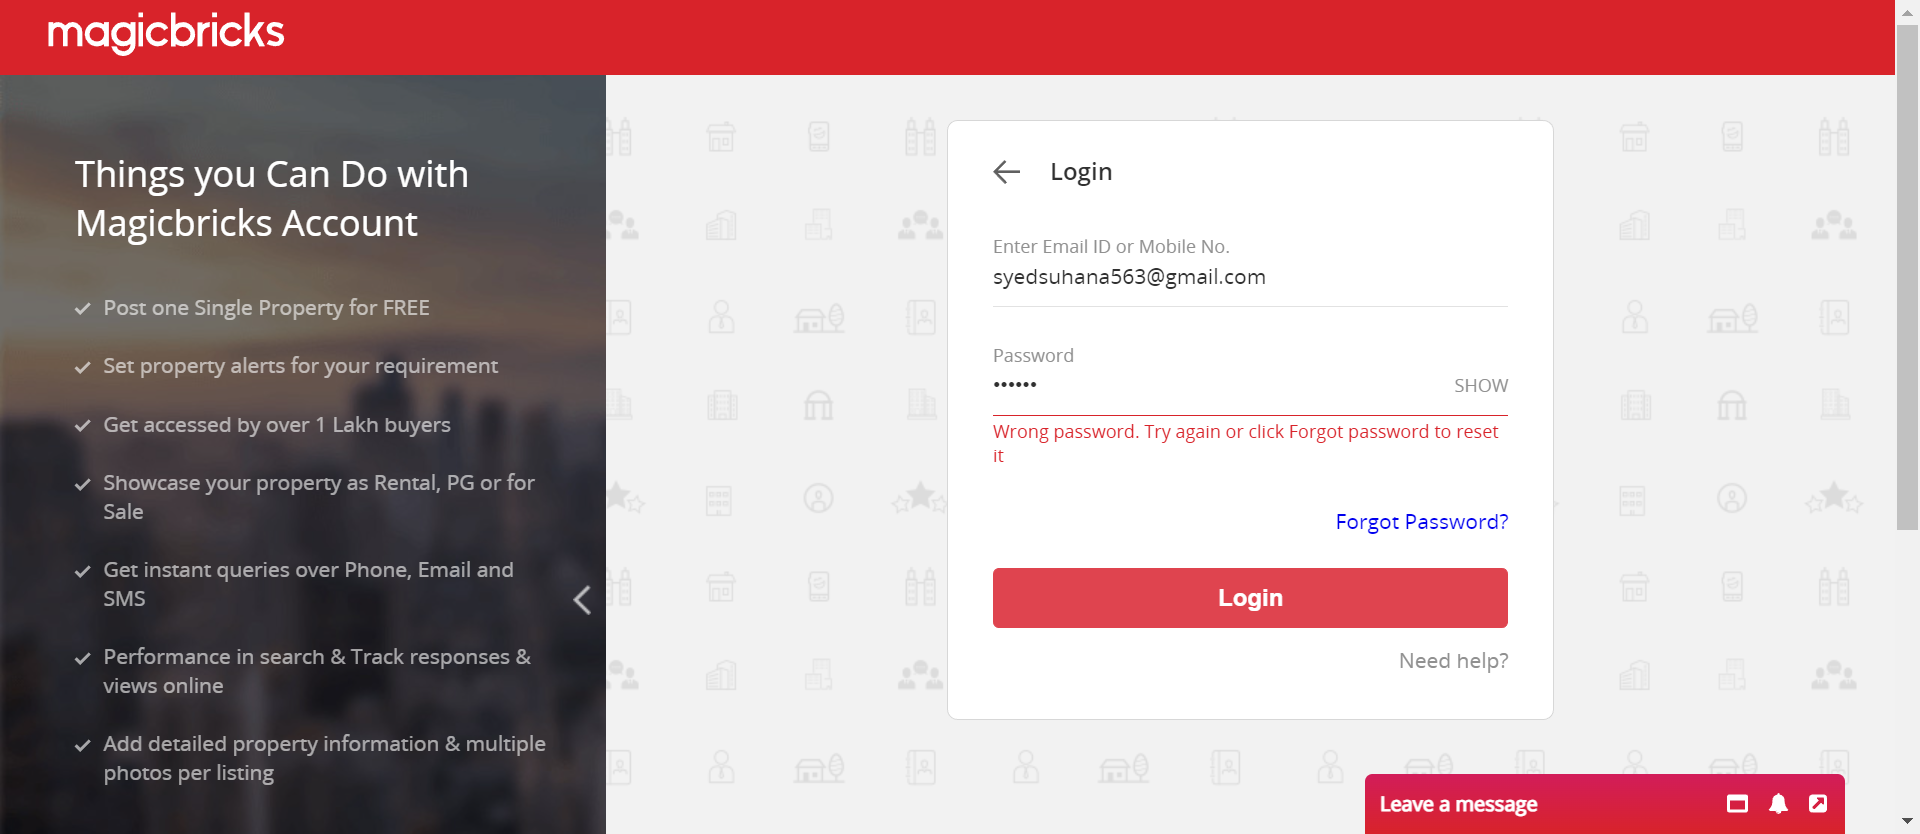 magicbricks
Things you Can Do with
Magicbricks Account
Post one Single Property for FREE
Set property alerts for your requirement
Get accessed by over 1 Lakh buyers
Showcase your property as Rental, PG or for
Sale
Get instant queries over Phone, Email and
SMS
Performance in search & Track responses &
views online
Add detailed property information & multiple
photos per listing
Login
Enter Email ID or Mobile No.
syedsuhana563@gmail.com
Password
••••••
SHOW
Wrong password. Try again or click Forgot password to reset
it
Forgot Password?
Login
Need help?
Leave a message